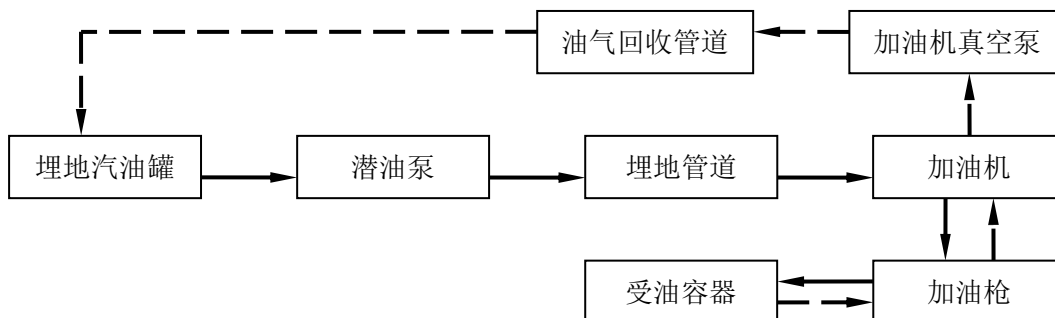 油气回收管道
加油机真空泵
埋地汽油罐
潜油泵
埋地管道
加油机
受油容器
加油枪